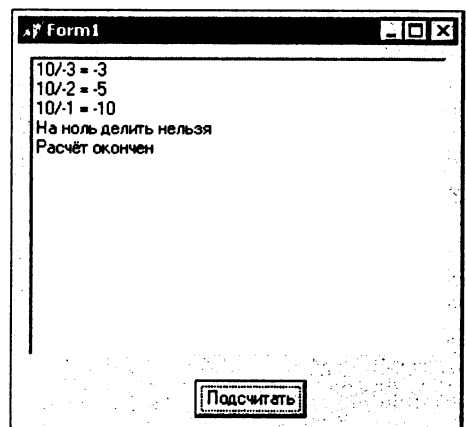 Form1
10/-3 = -3
10/-2 = -5
10/-1 = -10
На ноль делить нельзя
Расчёт окончен
Подсчитать